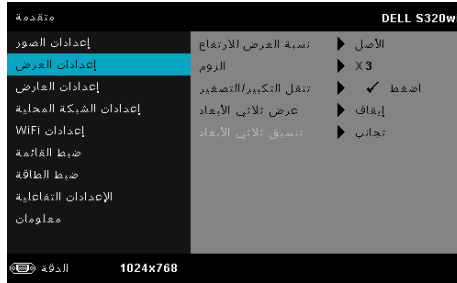 متقدمة DELL S320w
إعدادات الصور
إعدادات العرض
إعدادات العارض
إعدادات الشبكة المحلية
إعدادات WiFi
ضبط القائمة
ضبط الطاقة
الإعدادات التفاعلية
معلومات
نسبة العرض للارتفاع الأصل
الزوم X 3
تنقل التكبير/التصغير اضغط ✓
عرض ثلاثي الأبعاد إيقاف
تنسيق ثلاثي الأبعاد تجانب
الدقة 1024x768